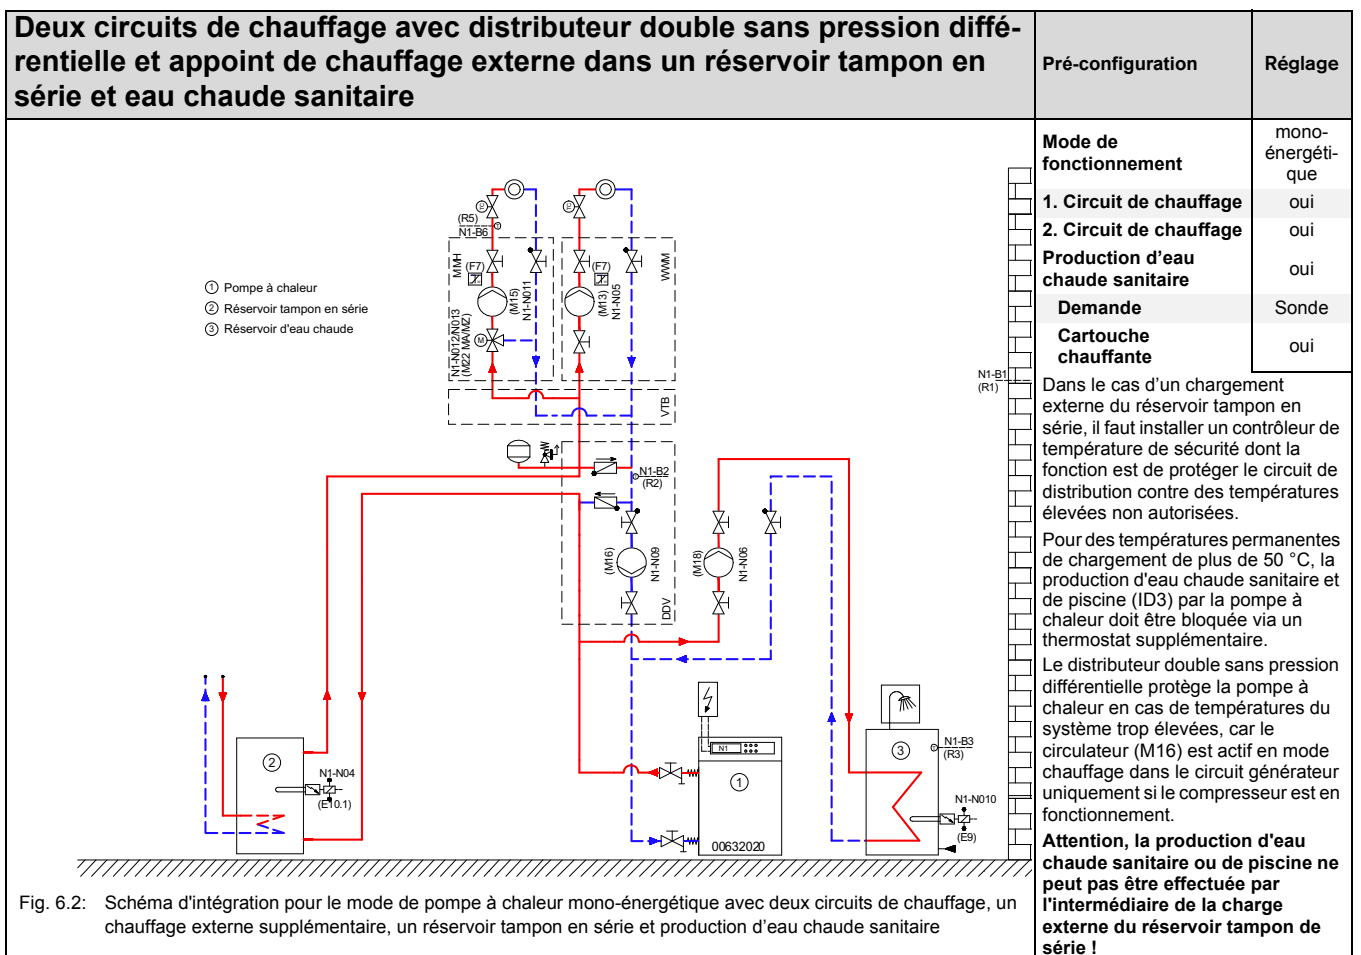 Deux circuits de chauffage avec distributeur double sans pression diffé-
rentielle et appoint de chauffage externe dans un réservoir tampon en
série et eau chaude sanitaire
Pré-configuration
Réglage
Mode de
fonctionnement
mono-
énergéti-
que
1. Circuit de chauffage
oui
2. Circuit de chauffage
oui
Production d’eau
chaude sanitaire
oui
Demande
Sonde
Cartouche
chauffante
oui
Dans le cas d’un chargement
externe du réservoir tampon en
série, il faut installer un contrôleur de
température de sécurité dont la
fonction est de protéger le circuit de
distribution contre des températures
élevées non autorisées.
Pour des températures permanentes
de chargement de plus de 50 °C, la
production d'eau chaude sanitaire et
de piscine (ID3) par la pompe à
chaleur doit être bloquée via un
thermostat supplémentaire.
Le distributeur double sans pression
différentielle protège la pompe à
chaleur en cas de températures du
système trop élevées, car le
circulateur (M16) est actif en mode
chauffage dans le circuit générateur
uniquement si le compresseur est en
fonctionnement.
Attention, la production d'eau
chaude sanitaire ou de piscine ne
peut pas être effectuée par
l'intermédiaire de la charge
externe du réservoir tampon de
série !
1 Pompe à chaleur
2 Réservoir tampon en série
3 Réservoir d'eau chaude
TC
TC
(R5)
N1-B6
T
MMH
(F7)
(M15)
N1-N011
N1-N012/N013
(M22 MA/MZ)
M
(F7)
(M13)
N1-N05
WWM
VTB
N1-B1
(R1)
N1-B2
(R2)
(M16)
N1-N09
DDV
(M18)
N1-N06
2
N1-N04
(E10.1)
N1
1
00632020
3
N1-B3
(R3)
N1-N010
(E9)
Fig. 6.2: Schéma d'intégration pour le mode de pompe à chaleur mono-énergétique avec deux circuits de chauffage, un
chauffage externe supplémentaire, un réservoir tampon en série et production d’eau chaude sanitaire